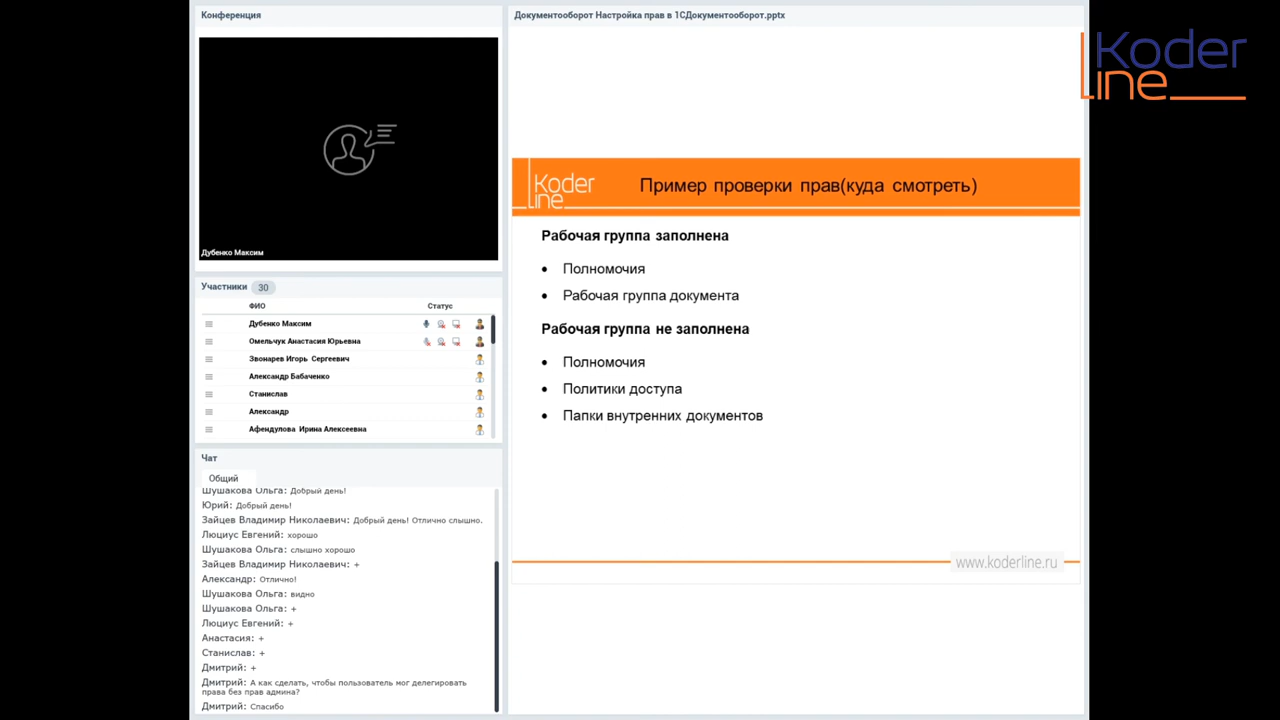 Конференция
Дубенко Максим
Участники 30
ФИО Статус
Дубенко Максим
Омельчук Анастасия Юрьевна
Звонарев Игорь Сергеевич
Александр Бабаченко
Станислав
Александр
Афендулова Ирина Алексеевна
Чат
Общий
Шушакова Ольга: Добрый день!
Юрий: Добрый день!
Зайцев Владимир Николаевич: Добрый день! Отлично слышно.
Люциус Евгений: хорошо
Шушакова Ольга: слышно хорошо
Зайцев Владимир Николаевич: +
Александр: Отлично!
Шушакова Ольга: видно
Шушакова Ольга: +
Люциус Евгений: +
Анастасия: +
Станислав: +
Дмитрий: +
Дмитрий: А как сделать, чтобы пользователь мог делегировать
права без прав админа?
Дмитрий: Спасибо
Документооборот Настройка прав в 1СДокументооборот.pptx
Koder
line
Koder
line
Пример проверки прав(куда смотреть)
Рабочая группа заполнена
• Полномочия
• Рабочая группа документа
Рабочая группа не заполнена
• Полномочия
• Политики доступа
• Папки внутренних документов
www.koderline.ru